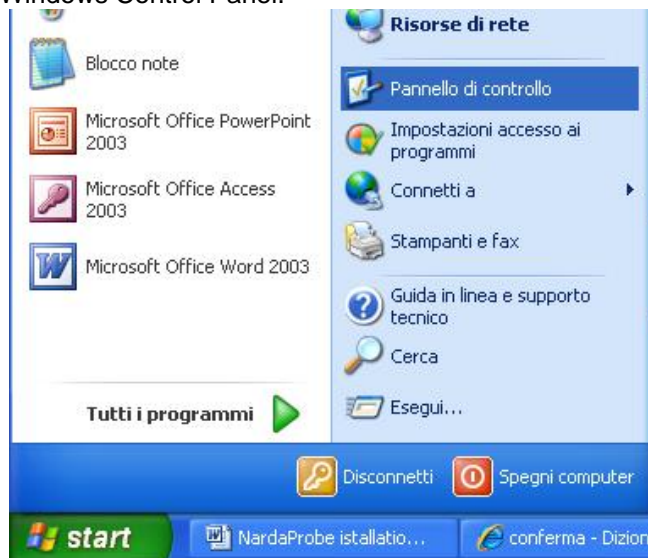 Windows Control Panel.
Blocco note
Microsoft Office PowerPoint
2003
Microsoft Office Access
2003
Microsoft Office Word 2003
Tutti i programmi
Risorse di rete
Pannello di controllo
Impostazioni accesso ai
programmi
Connetti a
Stampanti e fax
Guida in linea e supporto
tecnico
Cerca
Esegui...
Disconnetti
Spegni computer
start
NardaProbe istallatio...
conferma - Dizion